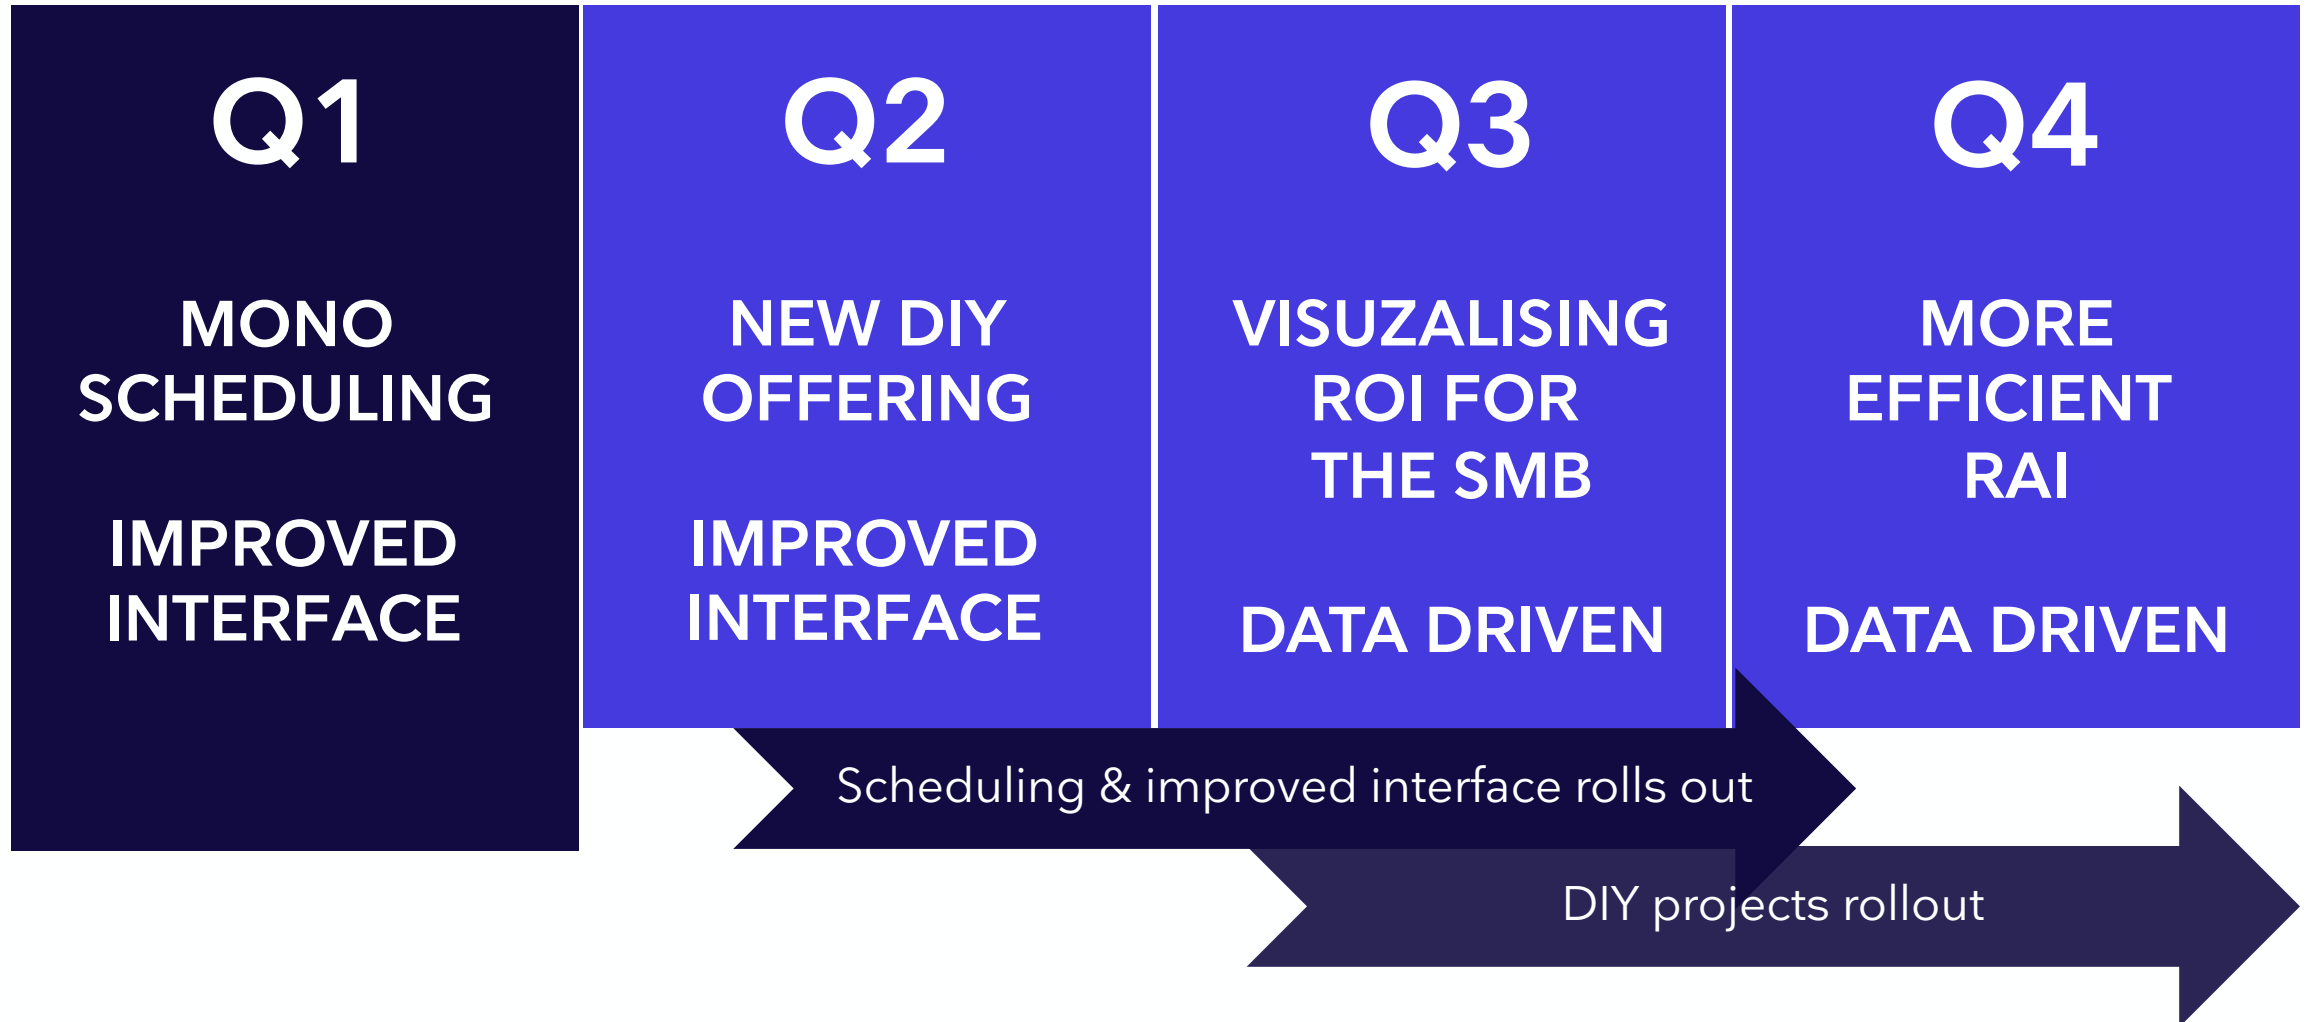 Q1
MONO
SCHEDULING
IMPROVED
INTERFACE
Q2
NEW DIY
OFFERING
IMPROVED
INTERFACE
Q3
VISUZALISING
ROI FOR
THE SMB
DATA DRIVEN
Q4
MORE
EFFICIENT
RAI
DATA DRIVEN
Scheduling & improved interface rolls out
DIY projects rollout